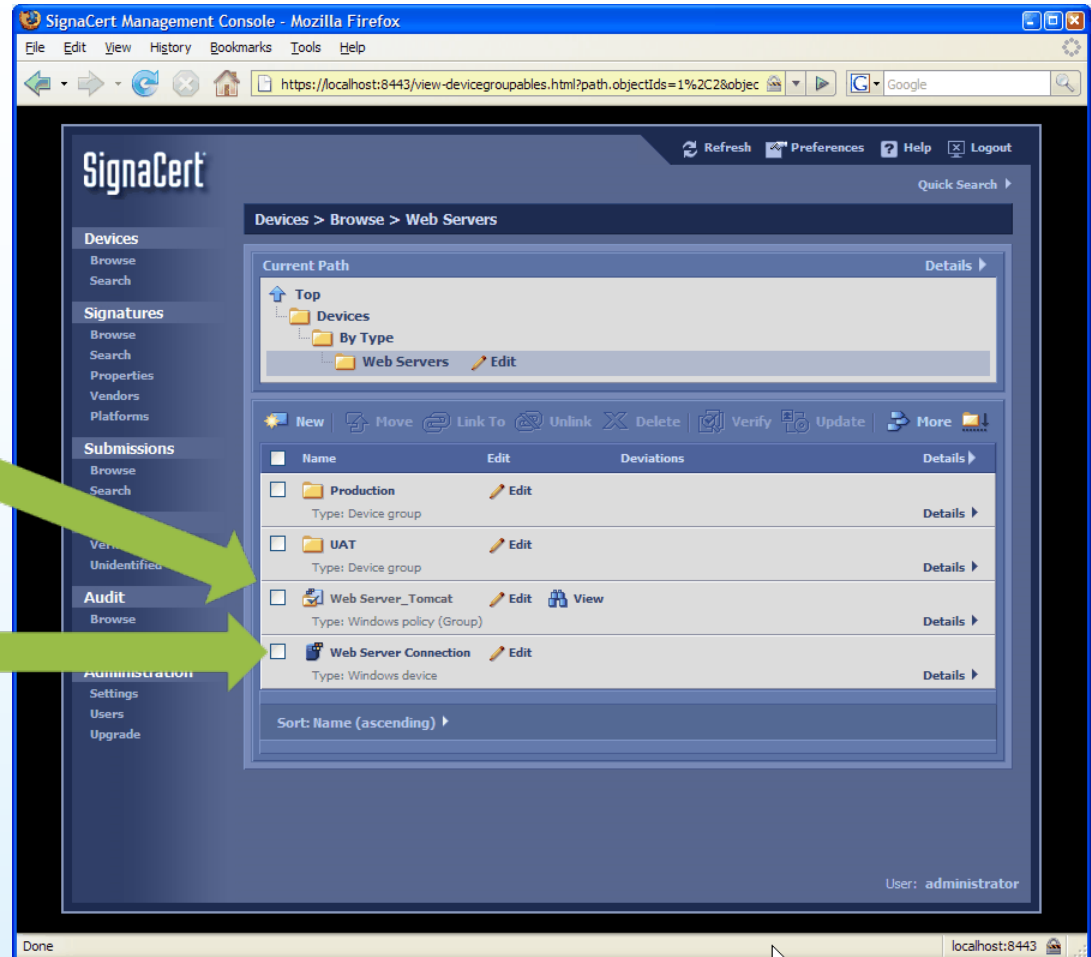 SignaCert Management Console - Mozilla Firefox
File Edit View History Bookmarks Tools Help
https://localhost:8443/view-devicegroupables.html?path.objectIds=1%2C2&objec
G Google
SignaCert
Refresh Preferences ? Help Logout
Quick Search
Devices > Browse > Web Servers
Devices
Browse
Search
Signatures
Browse
Search
Properties
Vendors
Platforms
Submissions
Browse
Search
Unidentified
Audit
Browse
Administration
Settings
Users
Upgrade
Current Path Details
Top
Devices
By Type
Web Servers Edit
New Move Link To Unlink Delete Verify Update More
Name Edit Deviations Details
Production Edit
Type: Device group Details
UAT Edit
Type: Device group Details
Web Server_Tomcat Edit View
Type: Windows policy (Group) Details
Web Server Connection Edit
Type: Windows device Details
Sort: Name (ascending)
User: administrator
Done localhost:8443